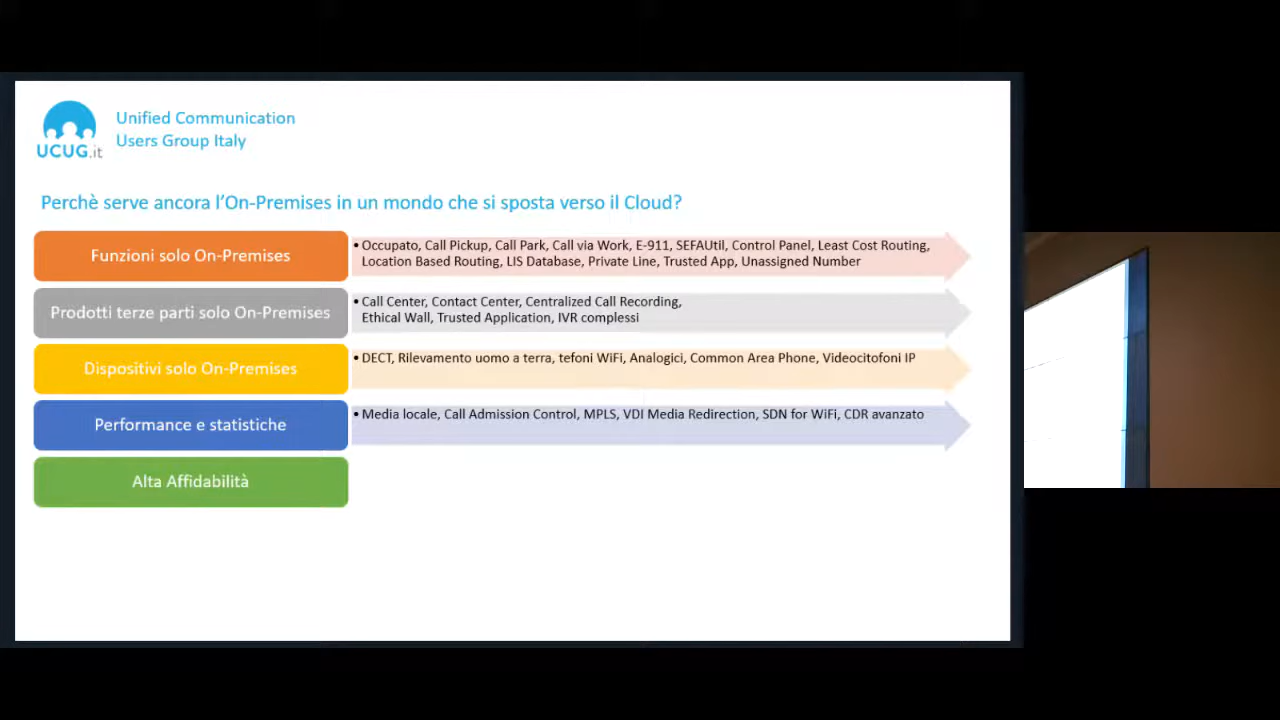 Unified Communication
Users Group Italy
UCUG.it
Perchè serve ancora l'On-Premises in un mondo che si sposta verso il Cloud?
Funzioni solo On-Premises
• Occupato, Call Pickup, Call Park, Call via Work, E-911, SEFAUtil, Control Panel, Least Cost Routing,
Location Based Routing, LIS Database, Private Line, Trusted App, Unassigned Number
Prodotti terze parti solo On-Premises
• Call Center, Contact Center, Centralized Call Recording,
Ethical Wall, Trusted Application, IVR complessi
Dispositivi solo On-Premises
• DECT, Rilevamento uomo a terra, tefoni WiFi, Analogici, Common Area Phone, Videocitofoni IP
Performance e statistiche
• Media locale, Call Admission Control, MPLS, VDI Media Redirection, SDN for WiFi, CDR avanzato
Alta Affidabilità